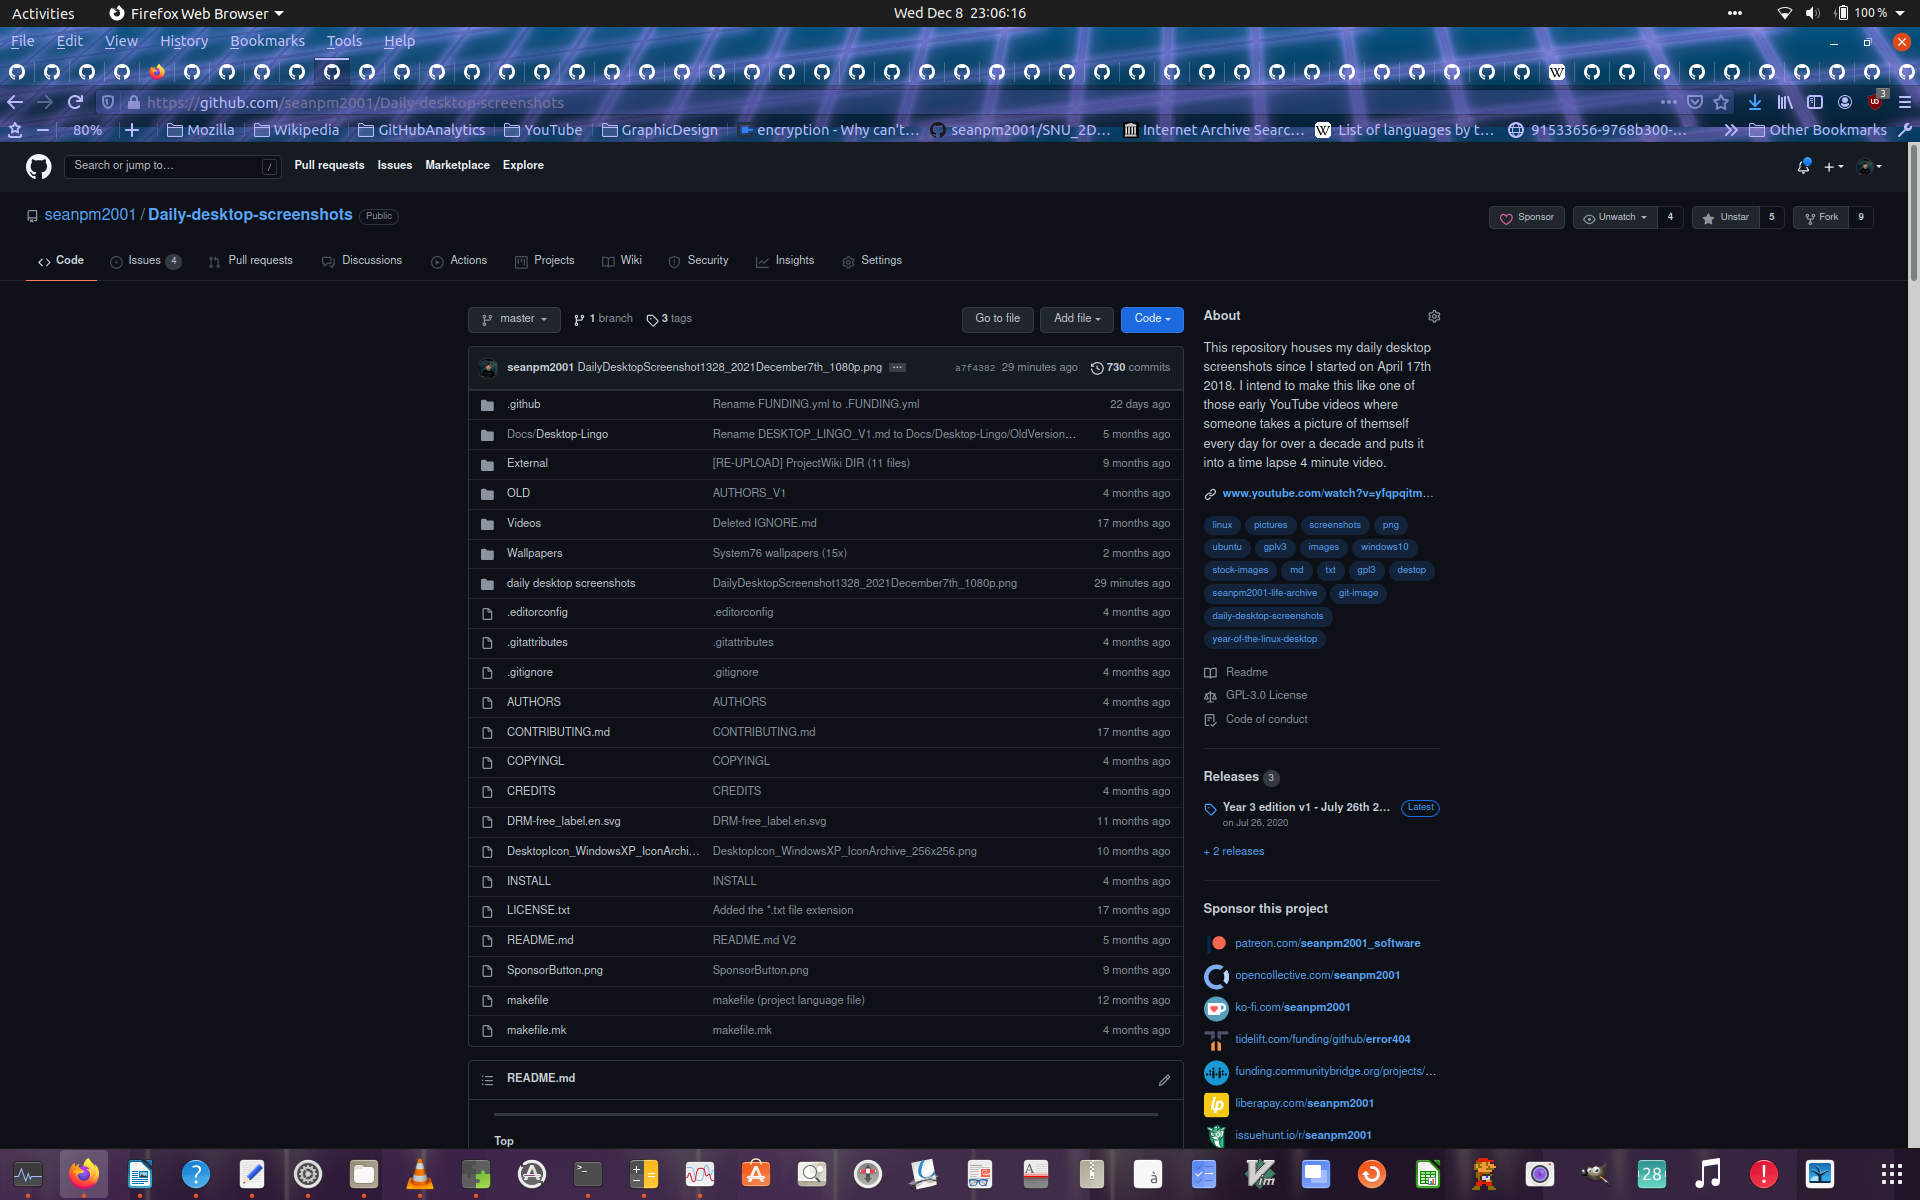 Activities
Firefox Web Browser
Wed Dec 8 23:06:16
100 %
File Edit View History Bookmarks Tools Help
https://github.com/seanpm2001/Daily-desktop-screenshots
3
80%
Mozilla
Wikipedia
GitHubAnalytics
YouTube
GraphicDesign
encryption - Why can't…
seanpm2001/SNU_2D…
Internet Archive Searc…
List of languages by t…
91533656-9768b300-…
Other Bookmarks
Search or jump to… /
Pull requests Issues Marketplace Explore
seanpm2001 / Daily-desktop-screenshots Public
Sponsor
Unwatch 4
Unstar 5
Fork 9
Code
Issues 4
Pull requests
Discussions
Actions
Projects
Wiki
Security
Insights
Settings
master
1 branch
3 tags
Go to file
Add file
Code
seanpm2001 DailyDesktopScreenshot1328_2021December7th_1080p.png … a7f4382 29 minutes ago 730 commits
.github Rename FUNDING.yml to .FUNDING.yml 22 days ago
Docs/Desktop-Lingo Rename DESKTOP_LINGO_V1.md to Docs/Desktop-Lingo/OldVersion… 5 months ago
External [RE-UPLOAD] ProjectWiki DIR (11 files) 9 months ago
OLD AUTHORS_V1 4 months ago
Videos Deleted IGNORE.md 17 months ago
Wallpapers System76 wallpapers (15x) 2 months ago
daily desktop screenshots DailyDesktopScreenshot1328_2021December7th_1080p.png 29 minutes ago
.editorconfig .editorconfig 4 months ago
.gitattributes .gitattributes 4 months ago
.gitignore .gitignore 4 months ago
AUTHORS AUTHORS 4 months ago
CONTRIBUTING.md CONTRIBUTING.md 17 months ago
COPYINGL COPYINGL 4 months ago
CREDITS CREDITS 4 months ago
DRM-free_label.en.svg DRM-free_label.en.svg 11 months ago
DesktopIcon_WindowsXP_IconArchi… DesktopIcon_WindowsXP_IconArchive_256x256.png 10 months ago
INSTALL INSTALL 4 months ago
LICENSE.txt Added the *.txt file extension 17 months ago
README.md README.md V2 5 months ago
SponsorButton.png SponsorButton.png 9 months ago
makefile makefile (project language file) 12 months ago
makefile.mk makefile.mk 4 months ago
README.md
Top
About
This repository houses my daily desktop
screenshots since I started on April 17th
2018. I intend to make this like one of
those early YouTube videos where
someone takes a picture of themself
every day for over a decade and puts it
into a time lapse 4 minute video.
www.youtube.com/watch?v=yfqpqitm…
linux pictures screenshots png
ubuntu gplv3 images windows10
stock-images md txt gpl3 destop
seanpm2001-life-archive git-image
daily-desktop-screenshots
year-of-the-linux-desktop
Readme
GPL-3.0 License
Code of conduct
Releases 3
Year 3 edition v1 - July 26th 2… Latest
on Jul 26, 2020
+ 2 releases
Sponsor this project
patreon.com/seanpm2001_software
opencollective.com/seanpm2001
ko-fi.com/seanpm2001
tidelift.com/funding/github/error404
funding.communitybridge.org/projects/…
liberapay.com/seanpm2001
issuehunt.io/r/seanpm2001
28